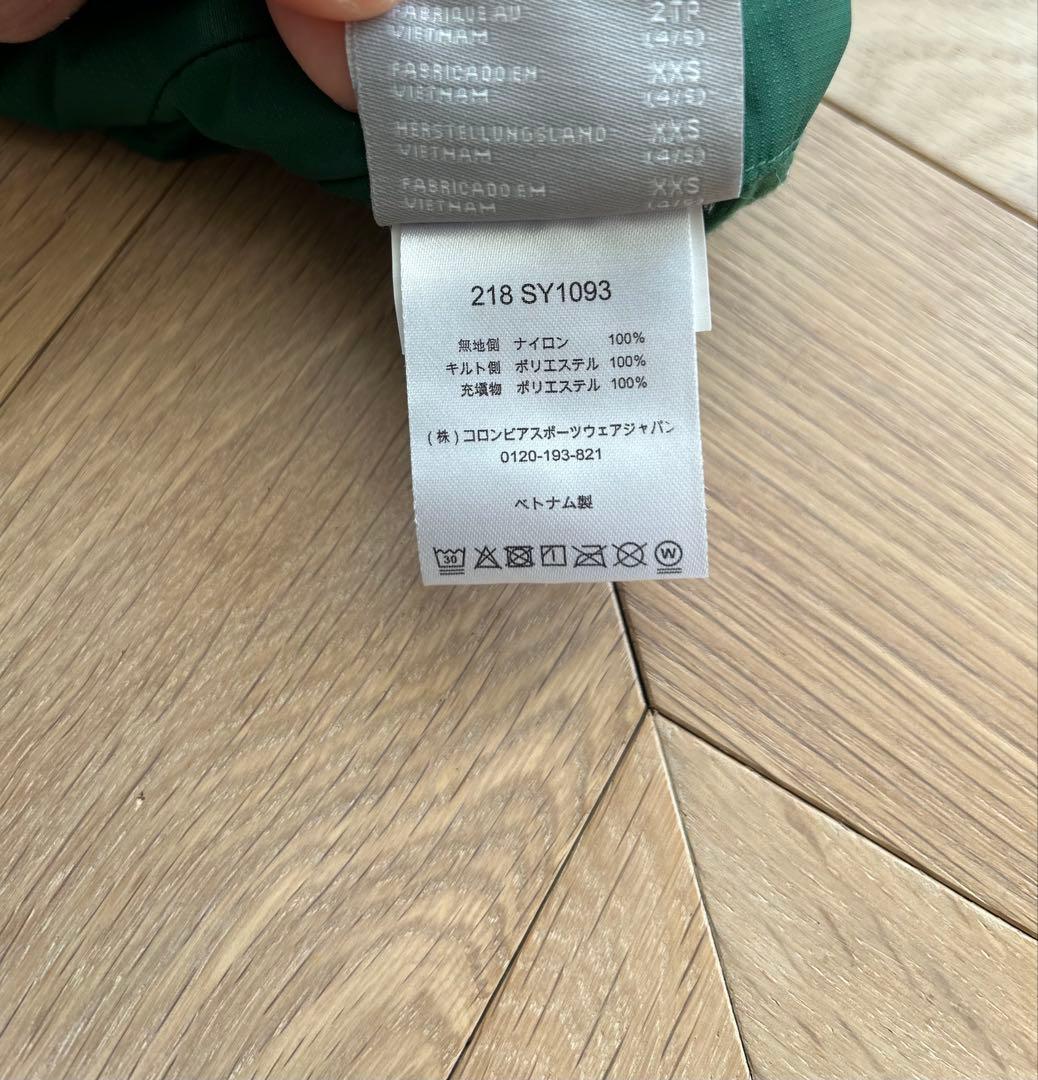 FABRIQUE AU 2TP
VIETNAM (4/5)
FABRICADO EM XXS
VIETNAM (4/5)
HERSTELLUNGSLAND XXS
VIETNAM (4/5)
FABRICADO EM XXS
VIETNAM (4/5)
218 SY1093
無地側 ナイロン 100%
キルト側 ポリエステル 100%
充填物 ポリエステル 100%
(株)コロンビアスポーツウェアジャパン
0120-193-821
ベトナム製
30 W